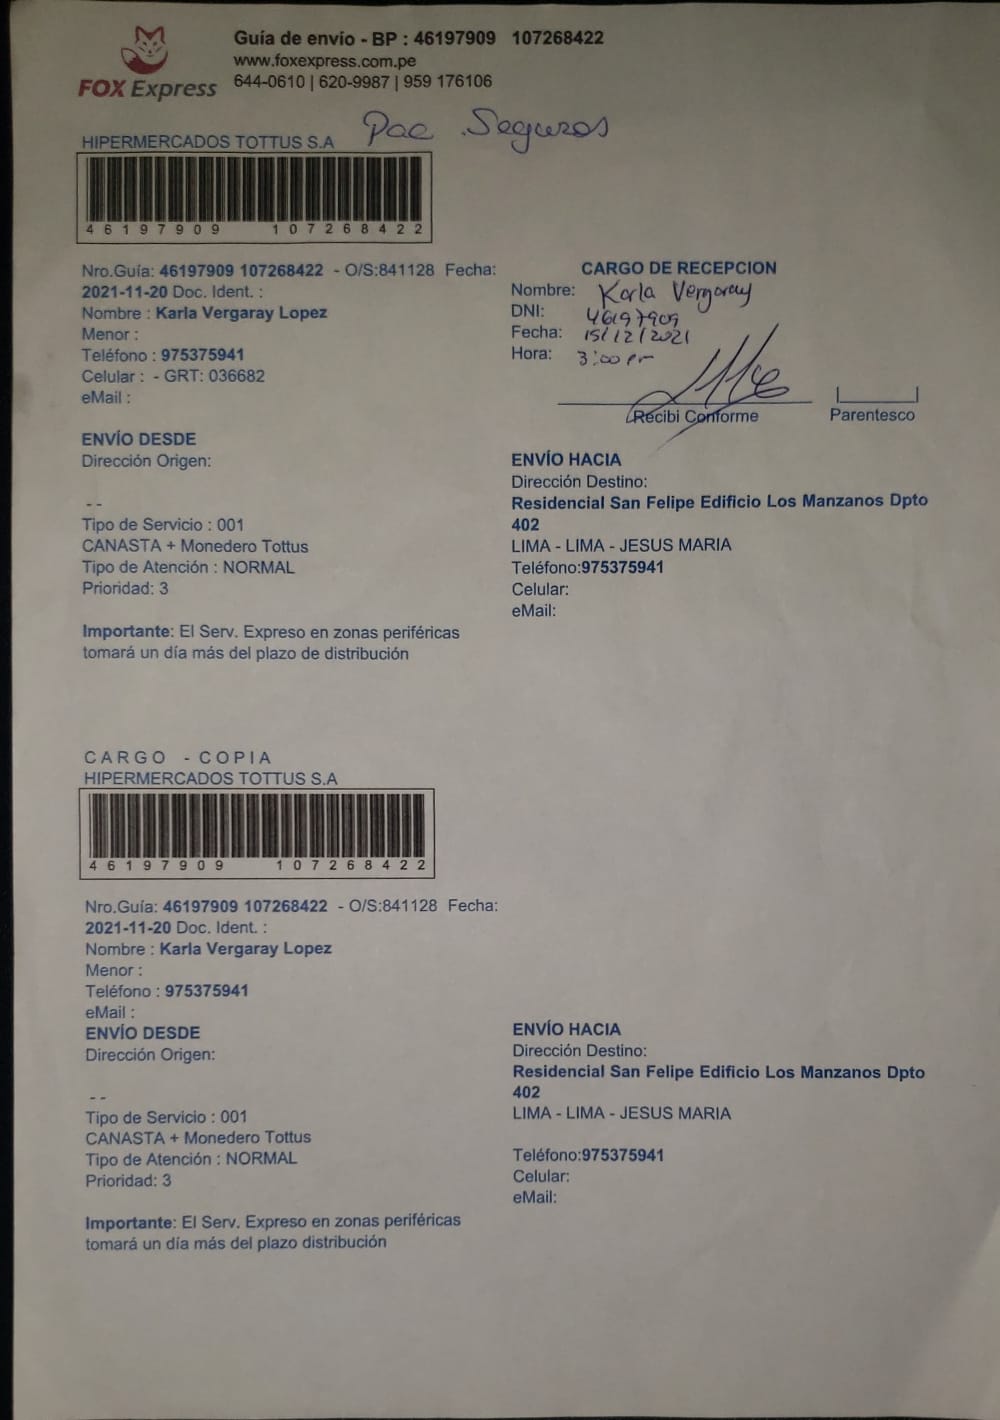 FOX Express
Guía de envío - BP : 46197909 107268422
www.foxexpress.com.pe
644-0610 | 620-9987 | 959 176106
Pac Seguros
HIPERMERCADOS TOTTUS S.A
46197909 107268422
Nro.Guía: 46197909 107268422 - O/S:841128 Fecha:
2021-11-20 Doc. Ident. :
Nombre : Karla Vergaray Lopez
Menor :
Teléfono : 975375941
Celular : - GRT: 036682
eMail :
CARGO DE RECEPCION
Nombre: Karla Vergaray
DNI: 46197909
Fecha: 15/12/2021
Hora: 3:00 pm
Recibi Conforme
Parentesco
ENVÍO DESDE
Dirección Origen:
--
Tipo de Servicio : 001
CANASTA + Monedero Tottus
Tipo de Atención : NORMAL
Prioridad: 3
ENVÍO HACIA
Dirección Destino:
Residencial San Felipe Edificio Los Manzanos Dpto
402
LIMA - LIMA - JESUS MARIA
Teléfono:975375941
Celular:
eMail:
Importante: El Serv. Expreso en zonas periféricas
tomará un día más del plazo de distribución
CARGO - COPIA
HIPERMERCADOS TOTTUS S.A
46197909 107268422
Nro.Guía: 46197909 107268422 - O/S:841128 Fecha:
2021-11-20 Doc. Ident. :
Nombre : Karla Vergaray Lopez
Menor :
Teléfono : 975375941
eMail :
ENVÍO DESDE
Dirección Origen:
--
Tipo de Servicio : 001
CANASTA + Monedero Tottus
Tipo de Atención : NORMAL
Prioridad: 3
ENVÍO HACIA
Dirección Destino:
Residencial San Felipe Edificio Los Manzanos Dpto
402
LIMA - LIMA - JESUS MARIA
Teléfono:975375941
Celular:
eMail:
Importante: El Serv. Expreso en zonas periféricas
tomará un día más del plazo distribución